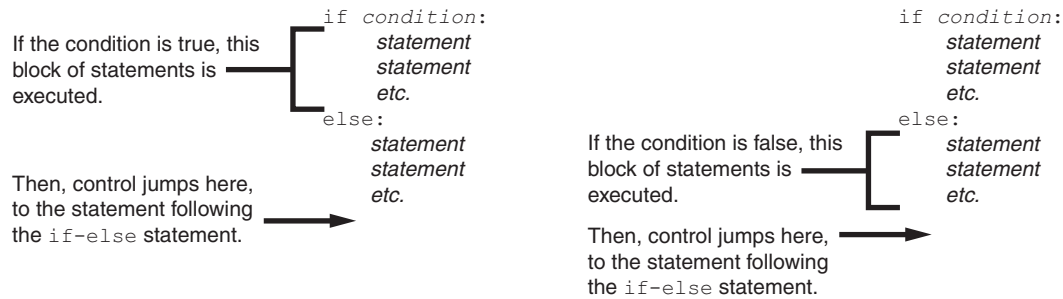 if condition:
statement
statement
etc.
else:
statement
statement
etc.
If the condition is true, this
block of statements is
executed.
Then, control jumps here,
to the statement following
the if-else statement.
if condition:
statement
statement
etc.
else:
statement
statement
etc.
If the condition is false, this
block of statements is
executed.
Then, control jumps here,
to the statement following
the if-else statement.